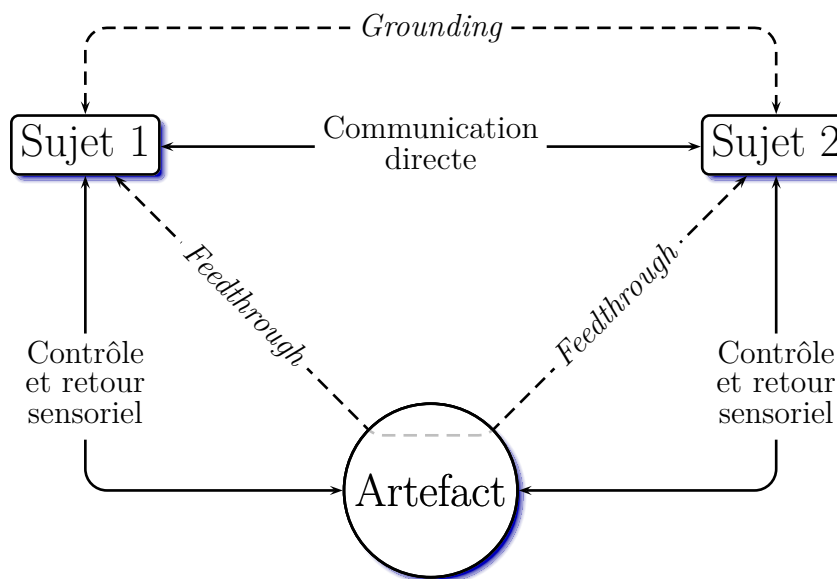 Grounding
Sujet 1
Communication
directe
Sujet 2
Feedthrough
Feedthrough
Contrôle
et retour
sensoriel
Contrôle
et retour
sensoriel
Artefact